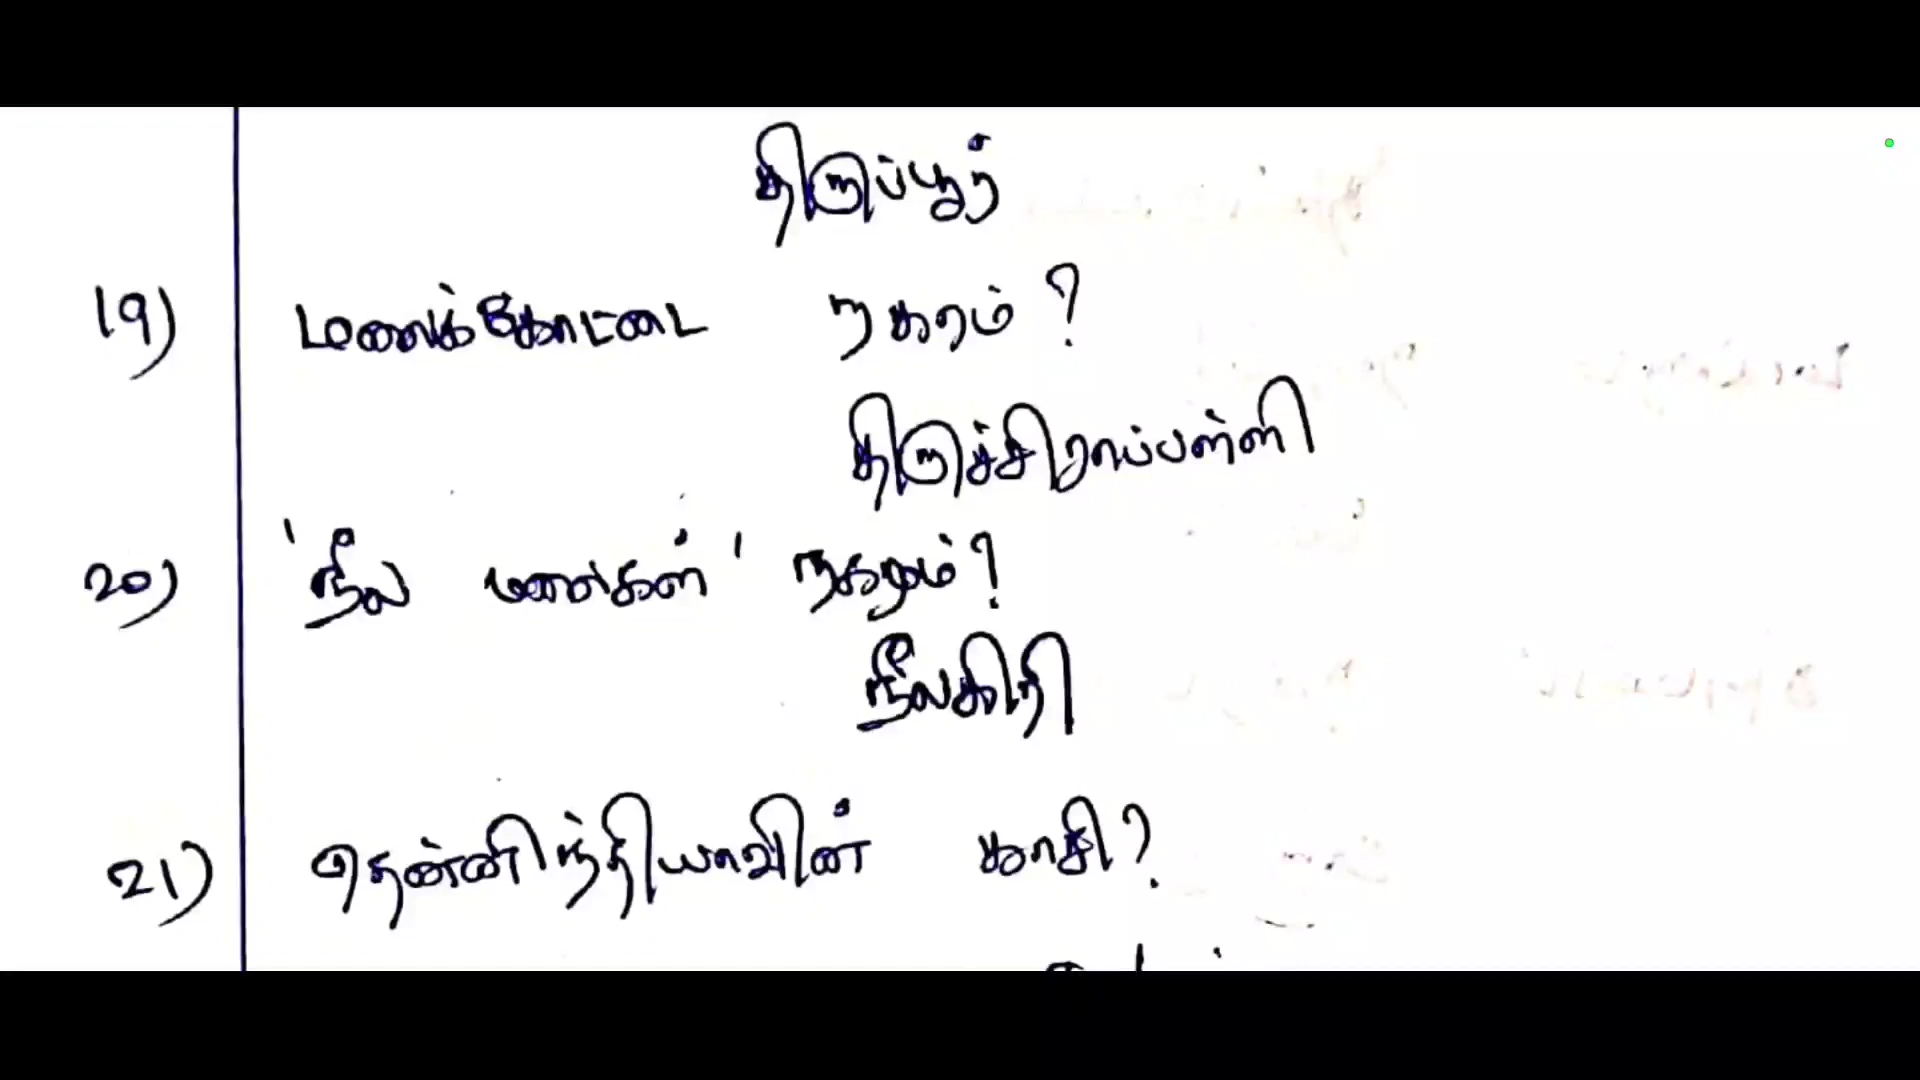 திருப்பூர்
19) மலைக்கோட்டை நகரம்?
திருச்சிராப்பள்ளி
20) 'நீல மலைகள்' நகரம்?
நீலகிரி
21) தென்னிந்தியாவின் காசி?